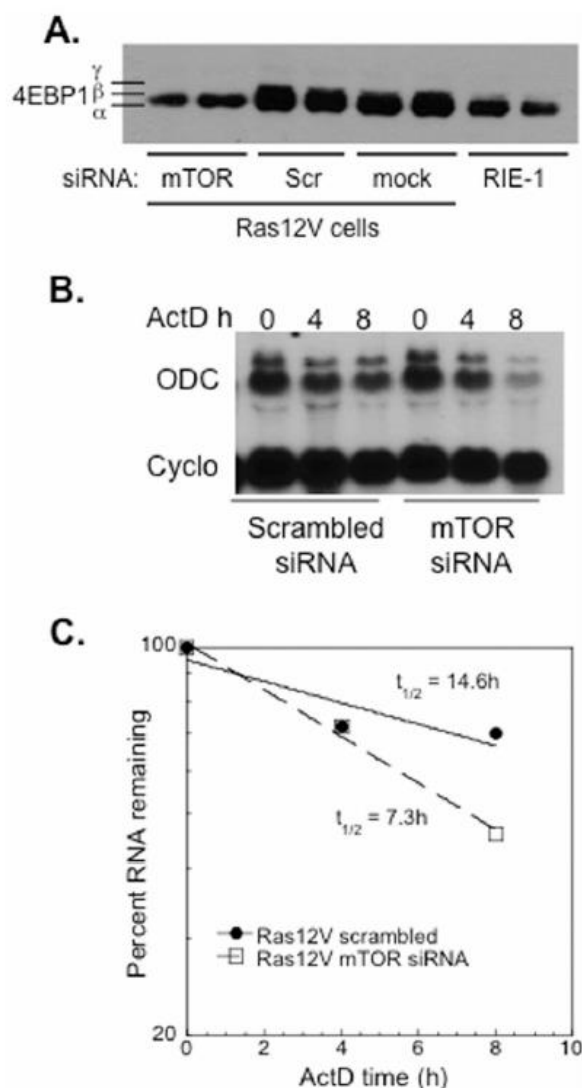 A.
γ
4EBP1 β
α
siRNA: mTOR Scr mock RIE-1
Ras12V cells
B.
ActD h 0 4 8 0 4 8
ODC
Cyclo
Scrambled siRNA
mTOR siRNA
C.
100
t1/2 = 14.6h
t1/2 = 7.3h
Percent RNA remaining
Ras12V scrambled
Ras12V mTOR siRNA
20
0 2 4 6 8 10
ActD time (h)